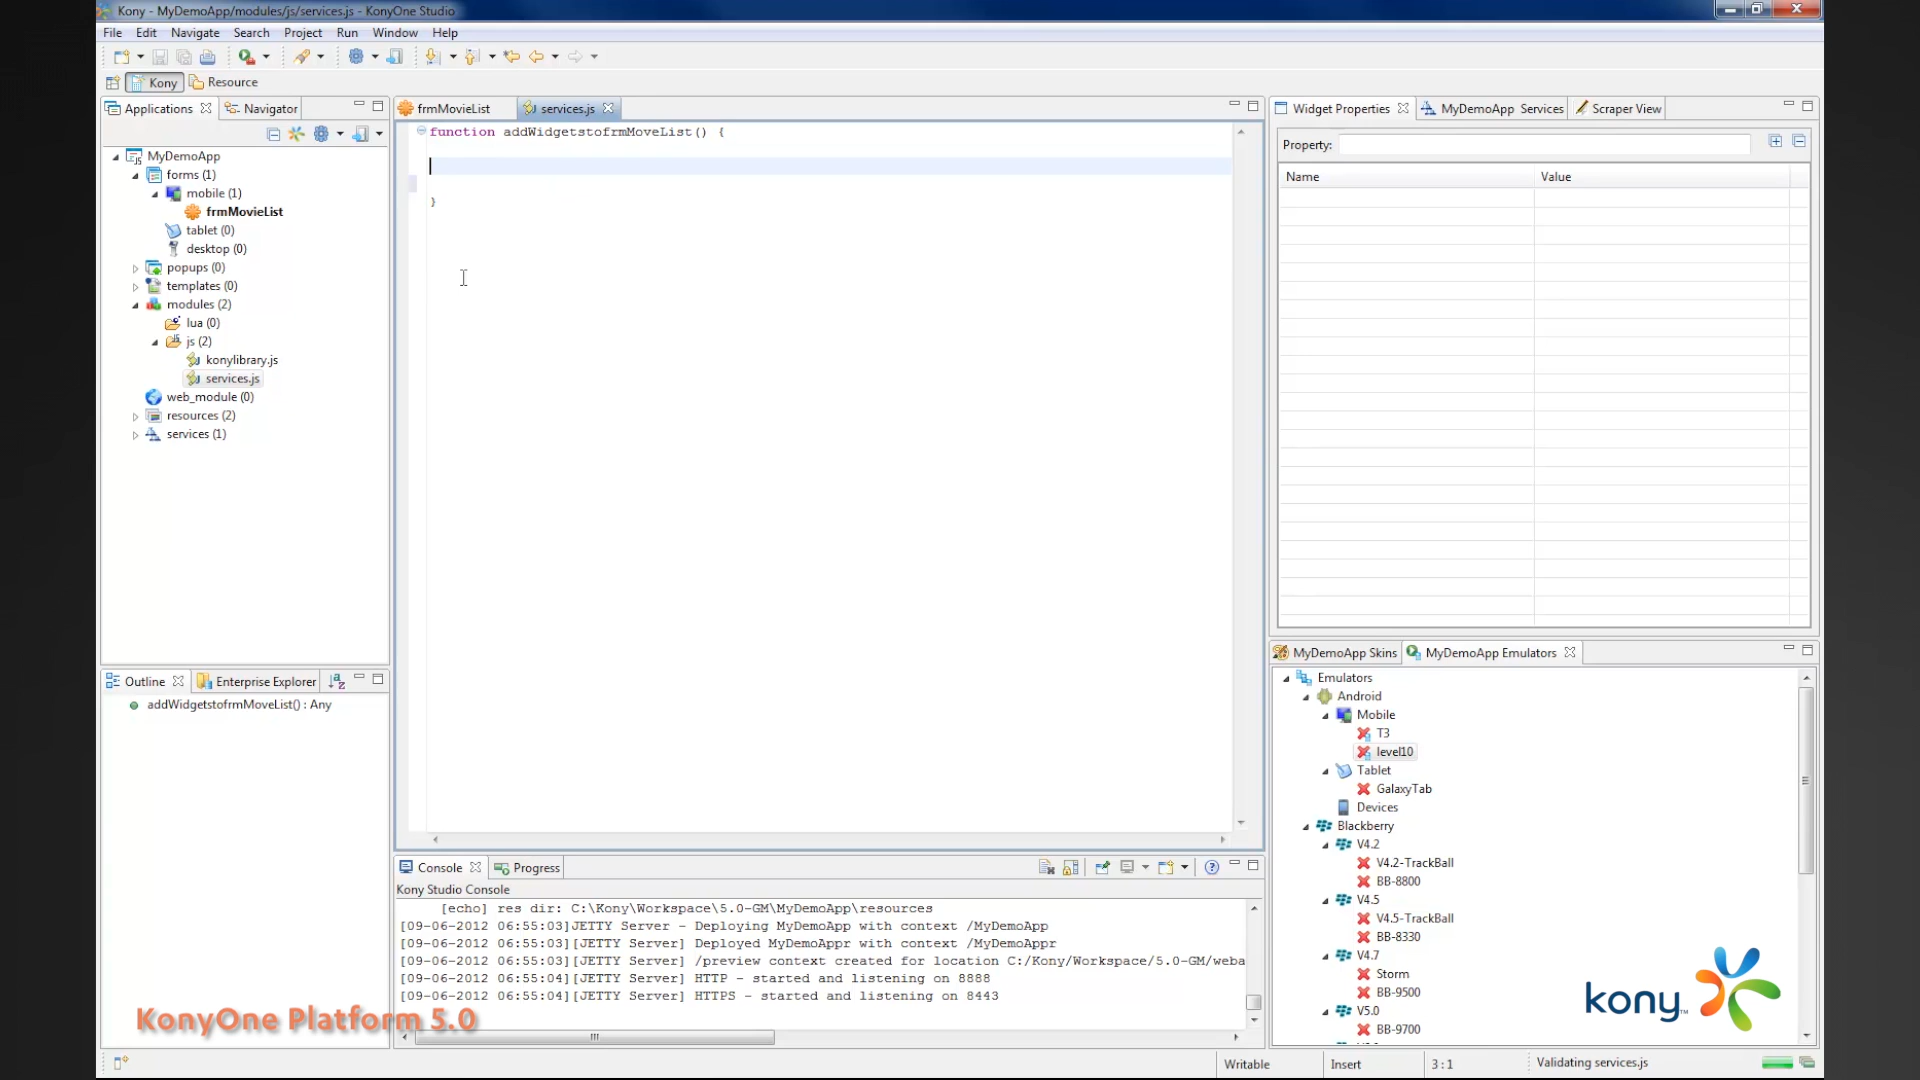 Kony - MyDemoApp/modules/js/services.js - KonyOne Studio
File Edit Navigate Search Project Run Window Help
Kony Resource
Applications Navigator
MyDemoApp
forms (1)
mobile (1)
frmMovieList
tablet (0)
desktop (0)
popups (0)
templates (0)
modules (2)
lua (0)
js (2)
konylibrary.js
services.js
web_module (0)
resources (2)
services (1)
Outline Enterprise Explorer
addWidgetstofrmMoveList() : Any
frmMovieList services.js
function addWidgetstofrmMoveList() {
}
Console Progress
Kony Studio Console
[echo] res dir: C:\Kony\Workspace\5.0-GM\MyDemoApp\resources
[09-06-2012 06:55:03]JETTY Server - Deploying MyDemoApp with context /MyDemoApp
[09-06-2012 06:55:03][JETTY Server] Deployed MyDemoAppr with context /MyDemoAppr
[09-06-2012 06:55:03][JETTY Server] /preview context created for location C:/Kony/Workspace/5.0-GM/weba
[09-06-2012 06:55:04][JETTY Server] HTTP - started and listening on 8888
[09-06-2012 06:55:04][JETTY Server] HTTPS - started and listening on 8443
Widget Properties MyDemoApp Services Scraper View
Property:
Name Value
MyDemoApp Skins MyDemoApp Emulators
Emulators
Android
Mobile
T3
level10
Tablet
GalaxyTab
Devices
Blackberry
V4.2
V4.2-TrackBall
BB-8800
V4.5
V4.5-TrackBall
BB-8330
V4.7
Storm
BB-9500
V5.0
BB-9700
kony™
KonyOne Platform 5.0
Writable Insert 3 : 1 Validating services.js